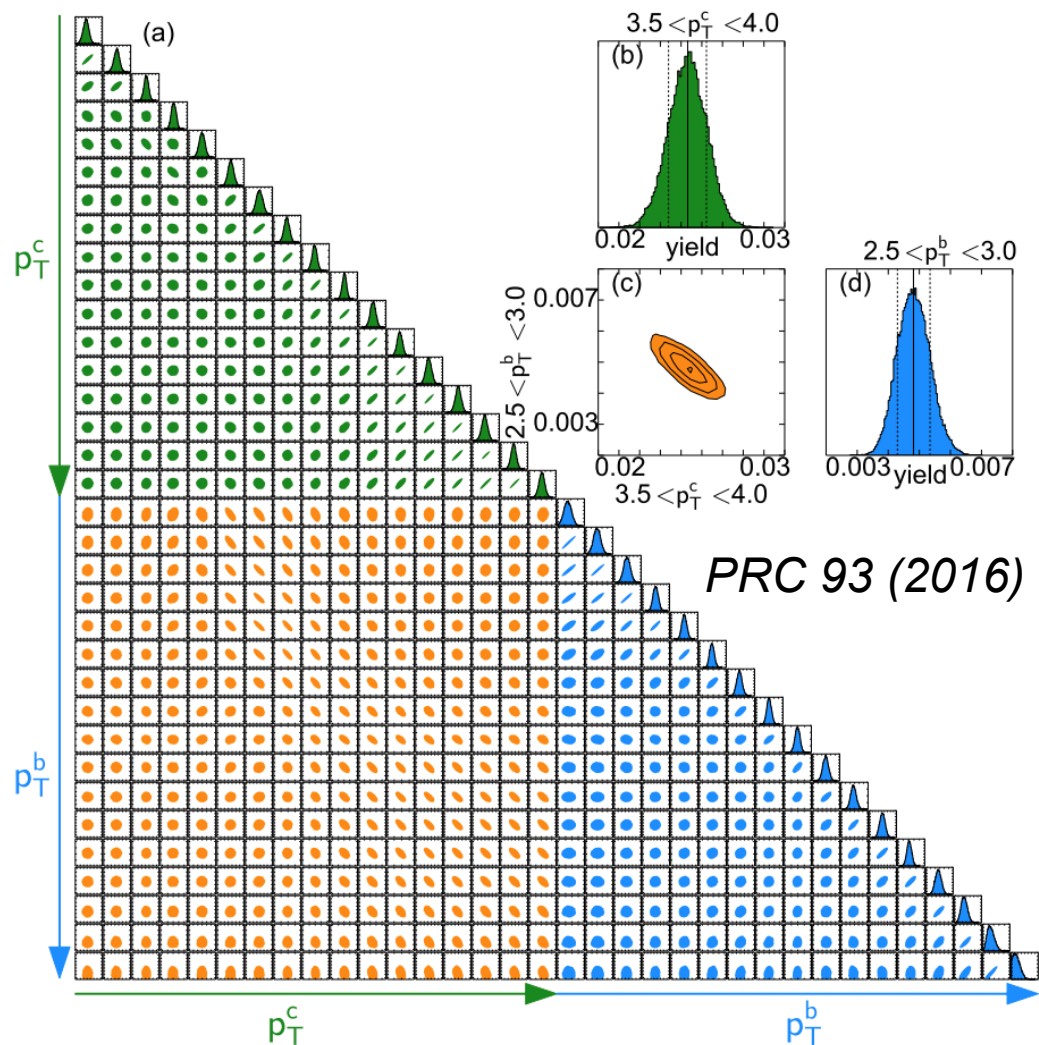 3.5 <p_T^c <4.0
(a)
(b)
0.02 yield 0.03
p_T^c
2.5 <p_T^b <3.0
(c)
(d)
0.007
2.5 <p_T^b <3.0
0.003
0.02 0.03
3.5 <p_T^c <4.0
0.003 yield 0.007
PRC 93 (2016)
p_T^b
p_T^c
p_T^b